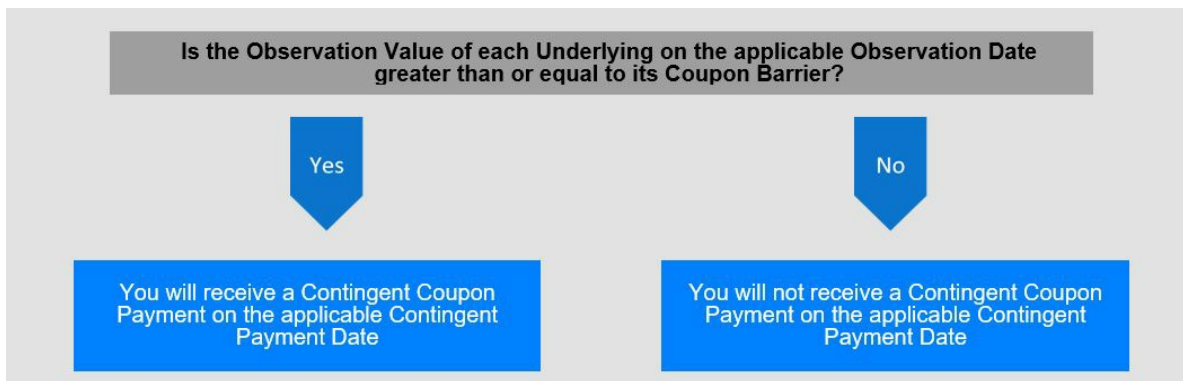 Is the Observation Value of each Underlying on the applicable Observation Date
greater than or equal to its Coupon Barrier?
Yes
No
You will receive a Contingent Coupon
Payment on the applicable Contingent
Payment Date
You will not receive a Contingent Coupon
Payment on the applicable Contingent
Payment Date